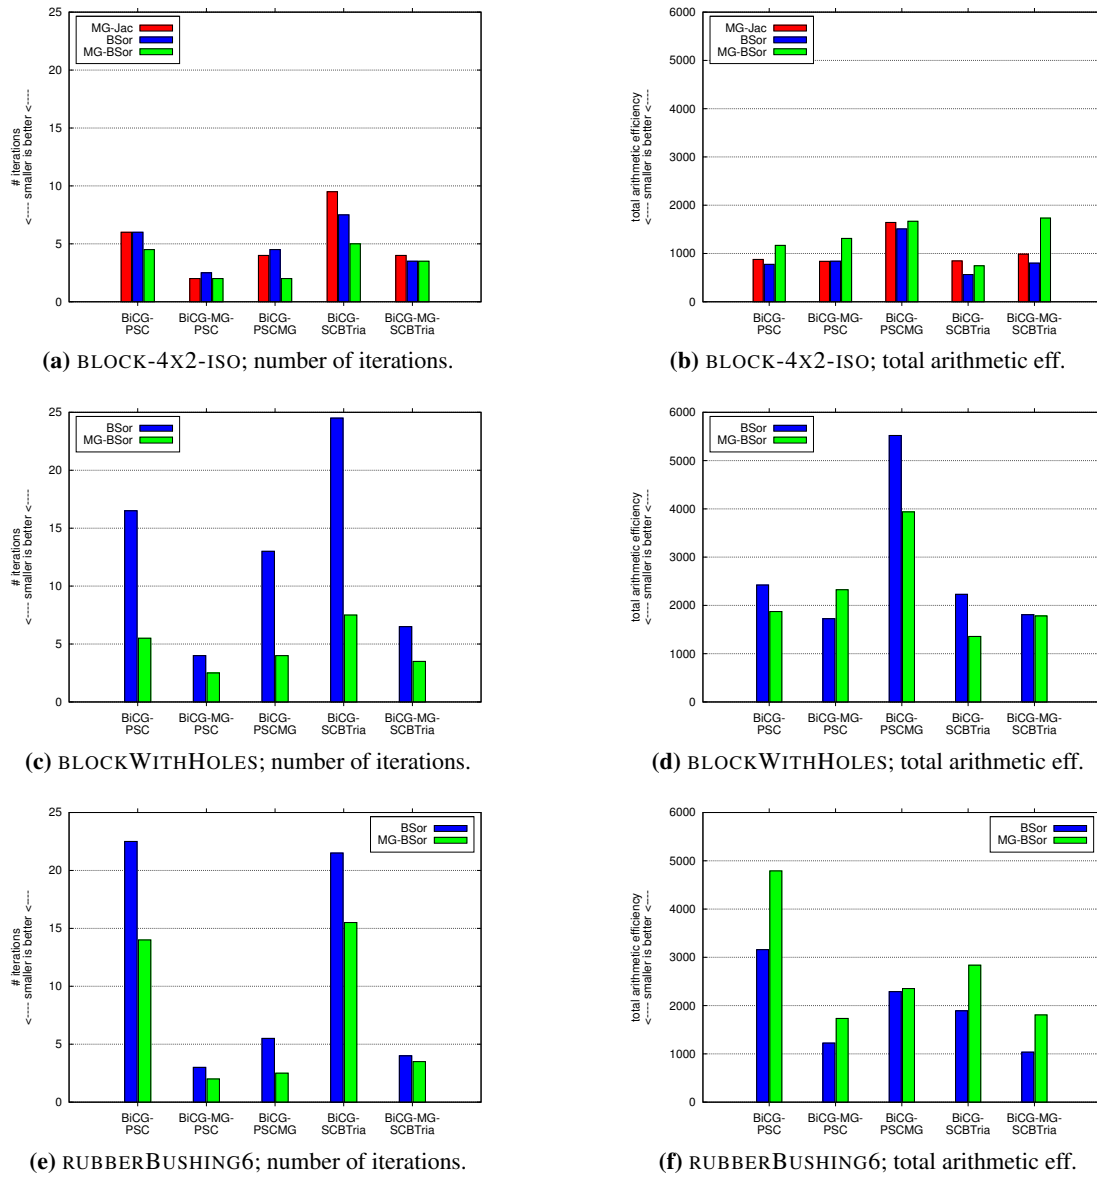 25
20
15
10
5
0
# iterations
<---- smaller is better <----
MG-Jac
BSor
MG-BSor
BiCG-
PSC
BiCG-MG-
PSC
BiCG-
PSCMG
BiCG-
SCBTria
BiCG-MG-
SCBTria
(a) BLOCK-4X2-ISO; number of iterations.
6000
5000
4000
3000
2000
1000
0
total arithmetic efficiency
<---- smaller is better <----
MG-Jac
BSor
MG-BSor
BiCG-
PSC
BiCG-MG-
PSC
BiCG-
PSCMG
BiCG-
SCBTria
BiCG-MG-
SCBTria
(b) BLOCK-4X2-ISO; total arithmetic eff.
25
20
15
10
5
0
# iterations
<---- smaller is better <----
BSor
MG-BSor
BiCG-
PSC
BiCG-MG-
PSC
BiCG-
PSCMG
BiCG-
SCBTria
BiCG-MG-
SCBTria
(c) BLOCKWITHHOLES; number of iterations.
6000
5000
4000
3000
2000
1000
0
total arithmetic efficiency
<---- smaller is better <----
BSor
MG-BSor
BiCG-
PSC
BiCG-MG-
PSC
BiCG-
PSCMG
BiCG-
SCBTria
BiCG-MG-
SCBTria
(d) BLOCKWITHHOLES; total arithmetic eff.
25
20
15
10
5
0
# iterations
<---- smaller is better <----
BSor
MG-BSor
BiCG-
PSC
BiCG-MG-
PSC
BiCG-
PSCMG
BiCG-
SCBTria
BiCG-MG-
SCBTria
(e) RUBBERBUSHING6; number of iterations.
6000
5000
4000
3000
2000
1000
0
total arithmetic efficiency
<---- smaller is better <----
BSor
MG-BSor
BiCG-
PSC
BiCG-MG-
PSC
BiCG-
PSCMG
BiCG-
SCBTria
BiCG-MG-
SCBTria
(f) RUBBERBUSHING6; total arithmetic eff.